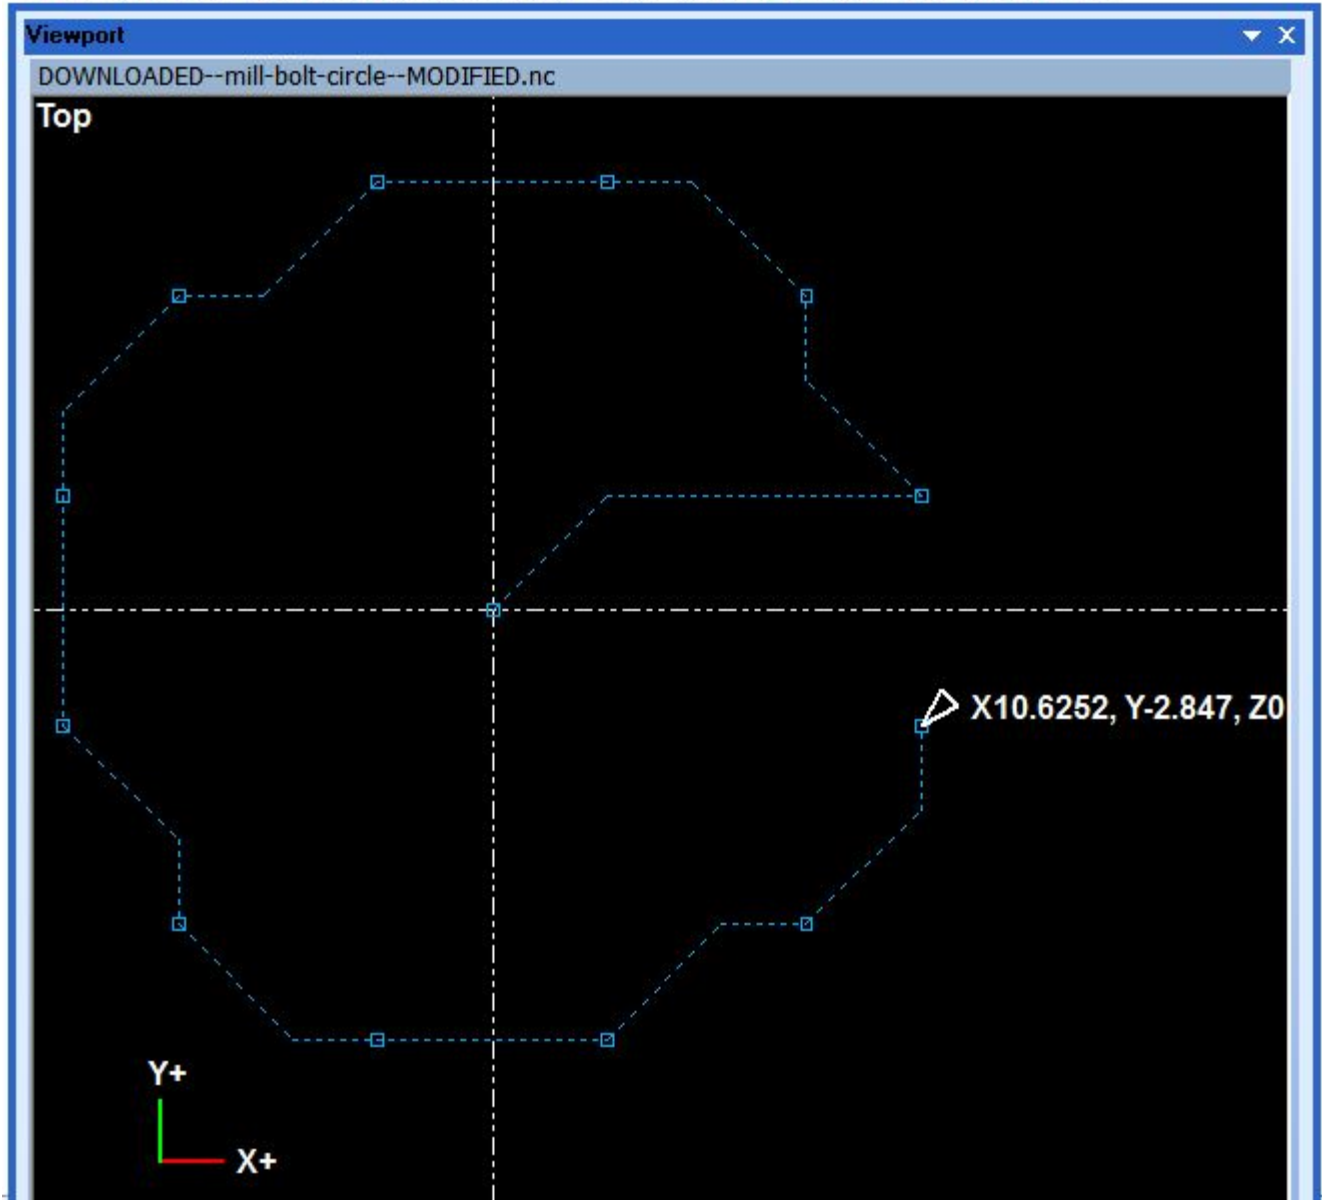 Viewport
DOWNLOADED--mill-bolt-circle--MODIFIED.nc
Top
X10.6252, Y-2.847, Z0
Y+
X+